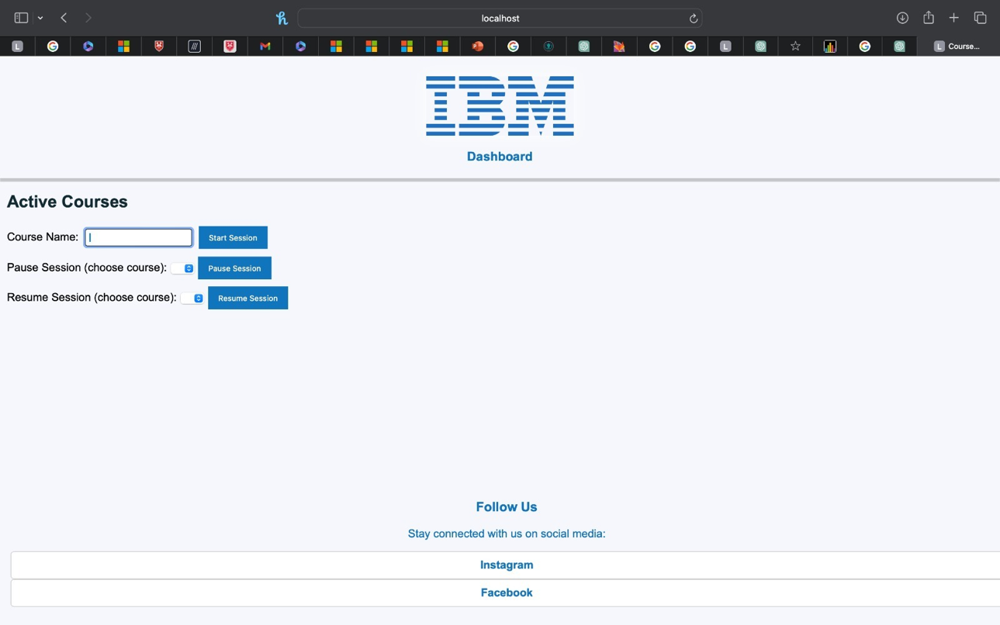 localhost
L
L
L Course...
IBM
Dashboard
Active Courses
Course Name: Start Session
Pause Session (choose course): Pause Session
Resume Session (choose course): Resume Session
Follow Us
Stay connected with us on social media:
Instagram
Facebook